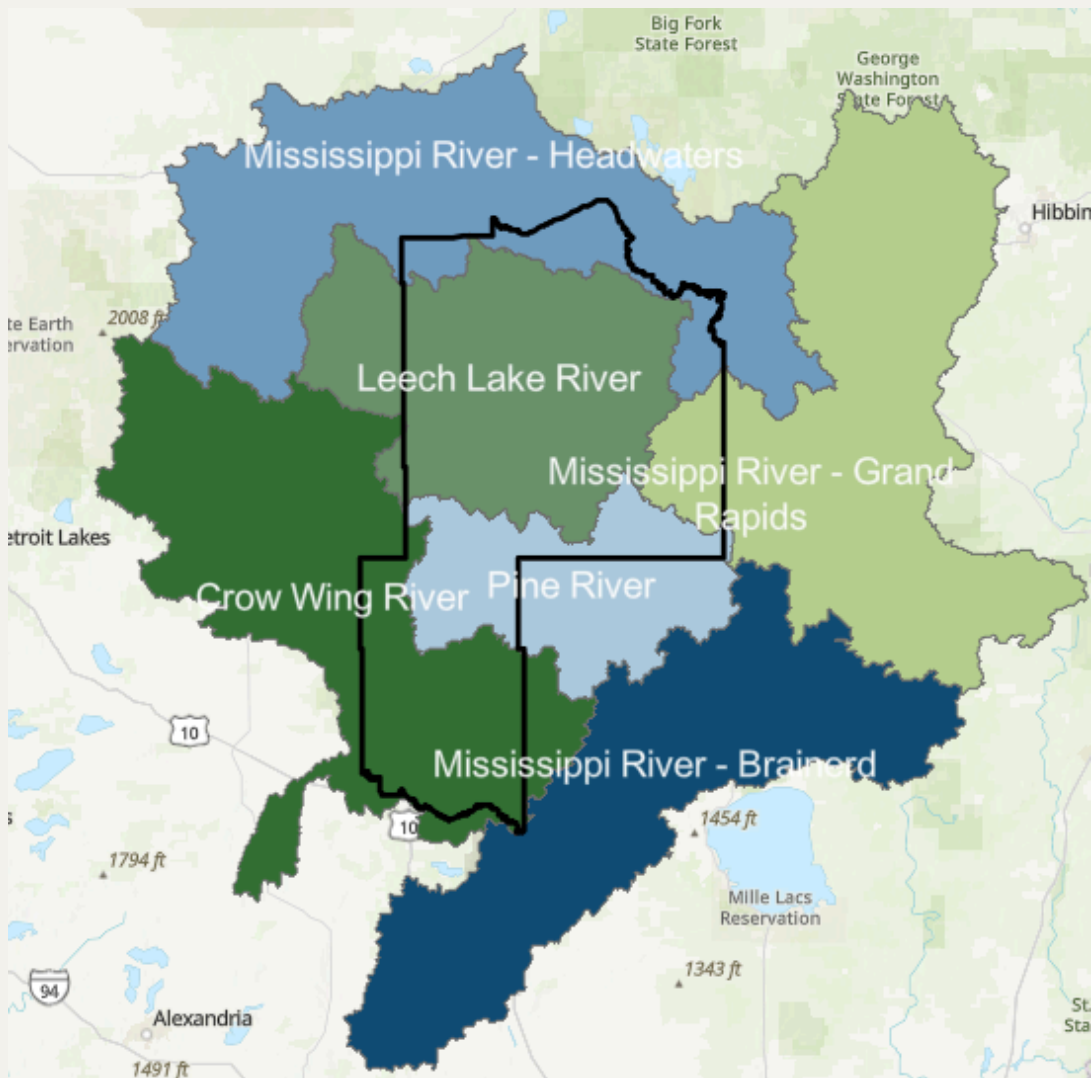 Big Fork
State Forest
George
Washington
State Forest
Mississippi River - Headwaters
Hibbin
2008 ft
te Earth
ervation
Leech Lake River
Mississippi River - Grand
Rapids
etroit Lakes
Crow Wing River
Pine River
10
Mississippi River - Brainerd
s
10
1454 ft
1794 ft
Mille Lacs
Reservation
1343 ft
94
Alexandria
St.
Sta
1491 ft